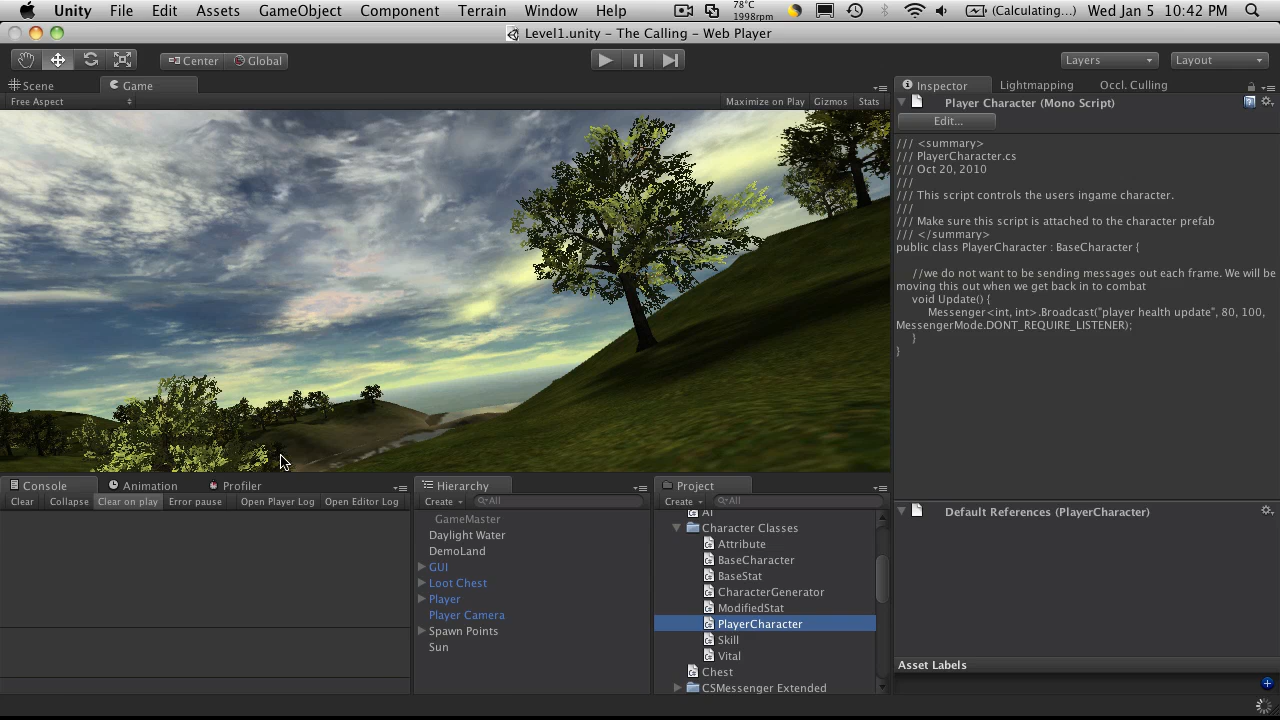 Unity File Edit Assets GameObject Component Terrain Window Help 78°C 1998rpm (Calculating...) Wed Jan 5 10:42 PM
Level1.unity – The Calling – Web Player
Center Global Layers Layout
Scene Game
Free Aspect Maximize on Play Gizmos Stats
Inspector Lightmapping Occl. Culling
Player Character (Mono Script)
Edit...
/// <summary>
/// PlayerCharacter.cs
/// Oct 20, 2010
///
/// This script controls the users ingame character.
///
/// Make sure this script is attached to the character prefab
/// </summary>
public class PlayerCharacter : BaseCharacter {
//we do not want to be sending messages out each frame. We will be
moving this out when we get back in to combat
void Update() {
Messenger<int, int>.Broadcast("player health update", 80, 100,
MessengerMode.DONT_REQUIRE_LISTENER);
}
}
Default References (PlayerCharacter)
Asset Labels
Console Animation Profiler
Clear Collapse Clear on play Error pause Open Player Log Open Editor Log
Hierarchy
Create All
GameMaster
Daylight Water
DemoLand
GUI
Loot Chest
Player
Player Camera
Spawn Points
Sun
Project
Create All
AI
Character Classes
Attribute
BaseCharacter
BaseStat
CharacterGenerator
ModifiedStat
PlayerCharacter
Skill
Vital
Chest
CSMessenger Extended